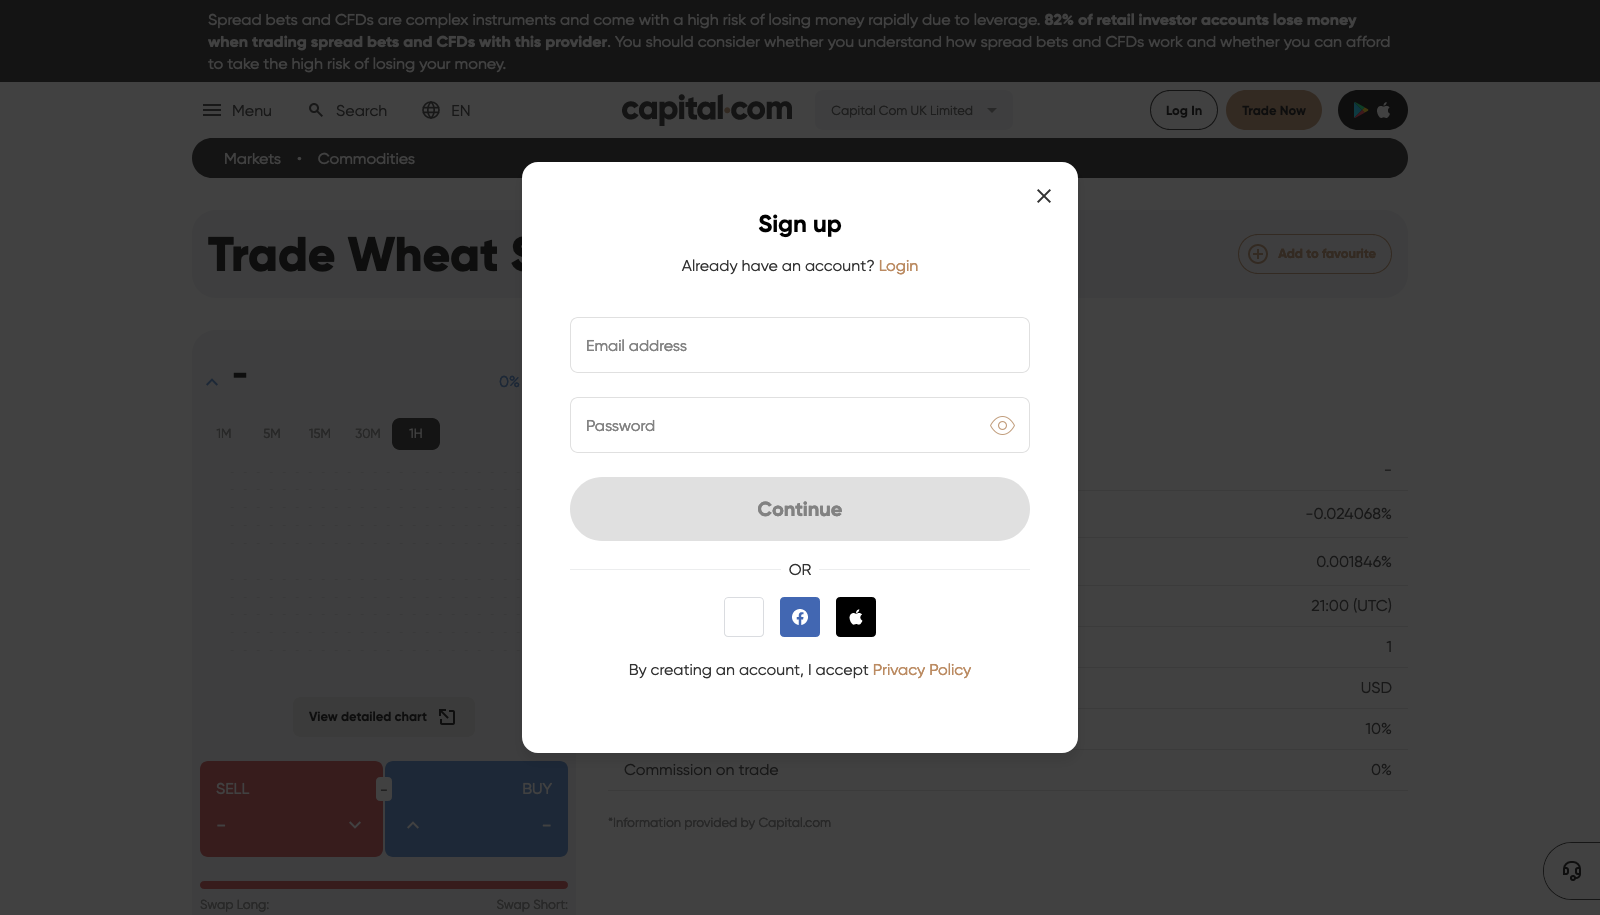 Spread bets and CFDs are complex instruments and come with a high risk of losing money rapidly due to leverage. 82% of retail investor accounts lose money
when trading spread bets and CFDs with this provider. You should consider whether you understand how spread bets and CFDs work and whether you can afford
to take the high risk of losing your money.
Menu
Search
EN
capital.com
Capital Com UK Limited
Log In
Trade Now
Markets • Commodities
Trade Wheat
Add to favourite
Sign up
Already have an account? Login
Email address
Password
Continue
OR
By creating an account, I accept Privacy Policy
-
0%
1M
5M
15M
30M
1H
View detailed chart
SELL
-
BUY
-
-
Swap Long:
Swap Short:
-
-0.024068%
0.001846%
21:00 (UTC)
1
USD
10%
Commission on trade
0%
*Information provided by Capital.com